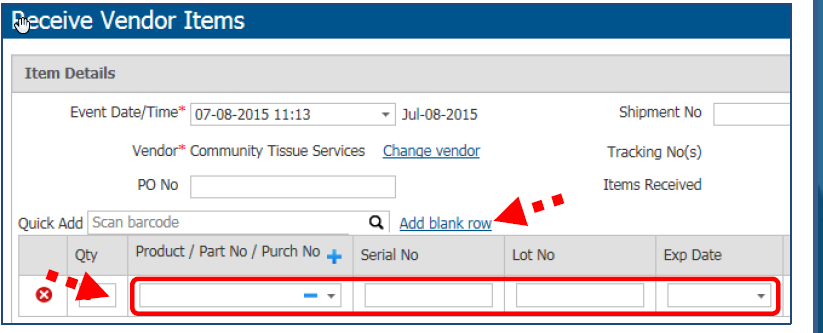 Receive Vendor Items
Item Details
Event Date/Time* 07-08-2015 11:13 Jul-08-2015 Shipment No
Vendor* Community Tissue Services Change vendor Tracking No(s)
PO No Items Received
Quick Add Scan barcode Add blank row
Qty Product / Part No / Purch No Serial No Lot No Exp Date